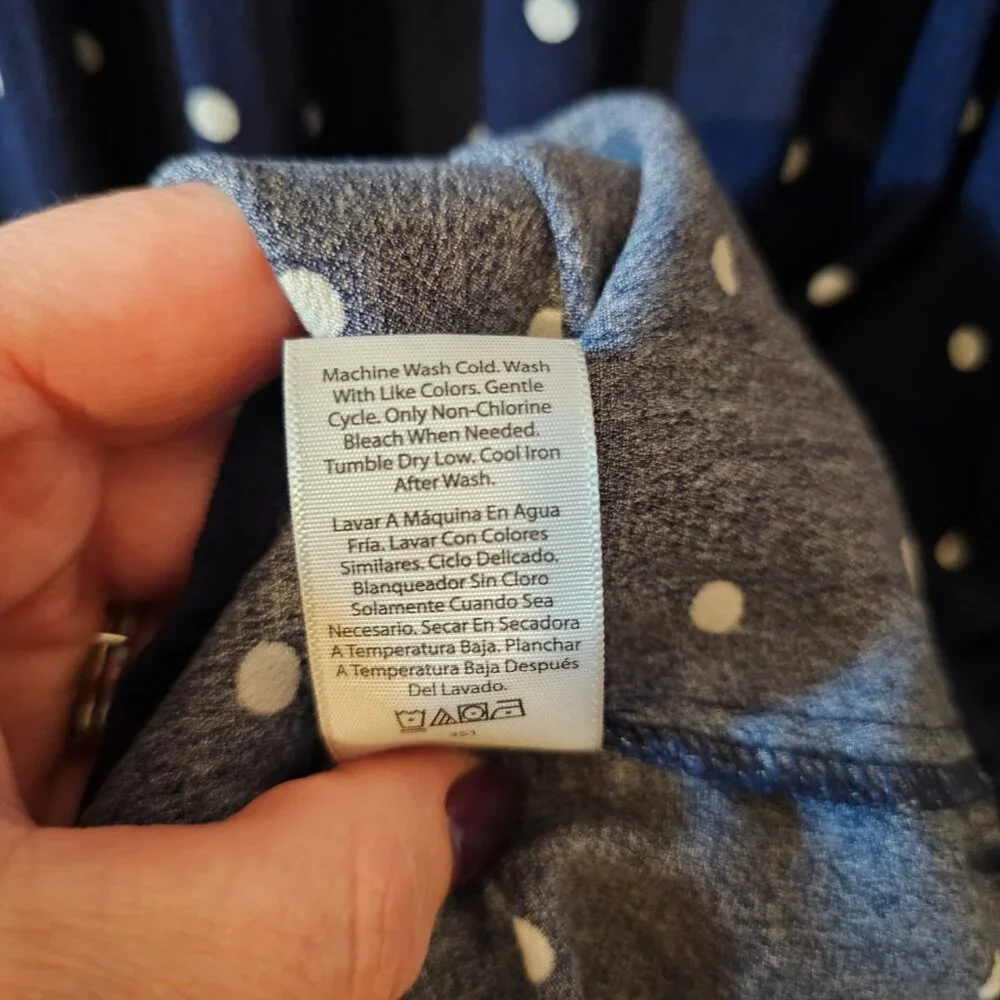 Machine Wash Cold. Wash
With Like Colors. Gentle
Cycle. Only Non-Chlorine
Bleach When Needed.
Tumble Dry Low. Cool Iron
After Wash.
Lavar A Máquina En Agua
Fría. Lavar Con Colores
Similares. Ciclo Delicado.
Blanqueador Sin Cloro
Solamente Cuando Sea
Necesario. Secar En Secadora
A Temperatura Baja. Planchar
A Temperatura Baja Después
Del Lavado.